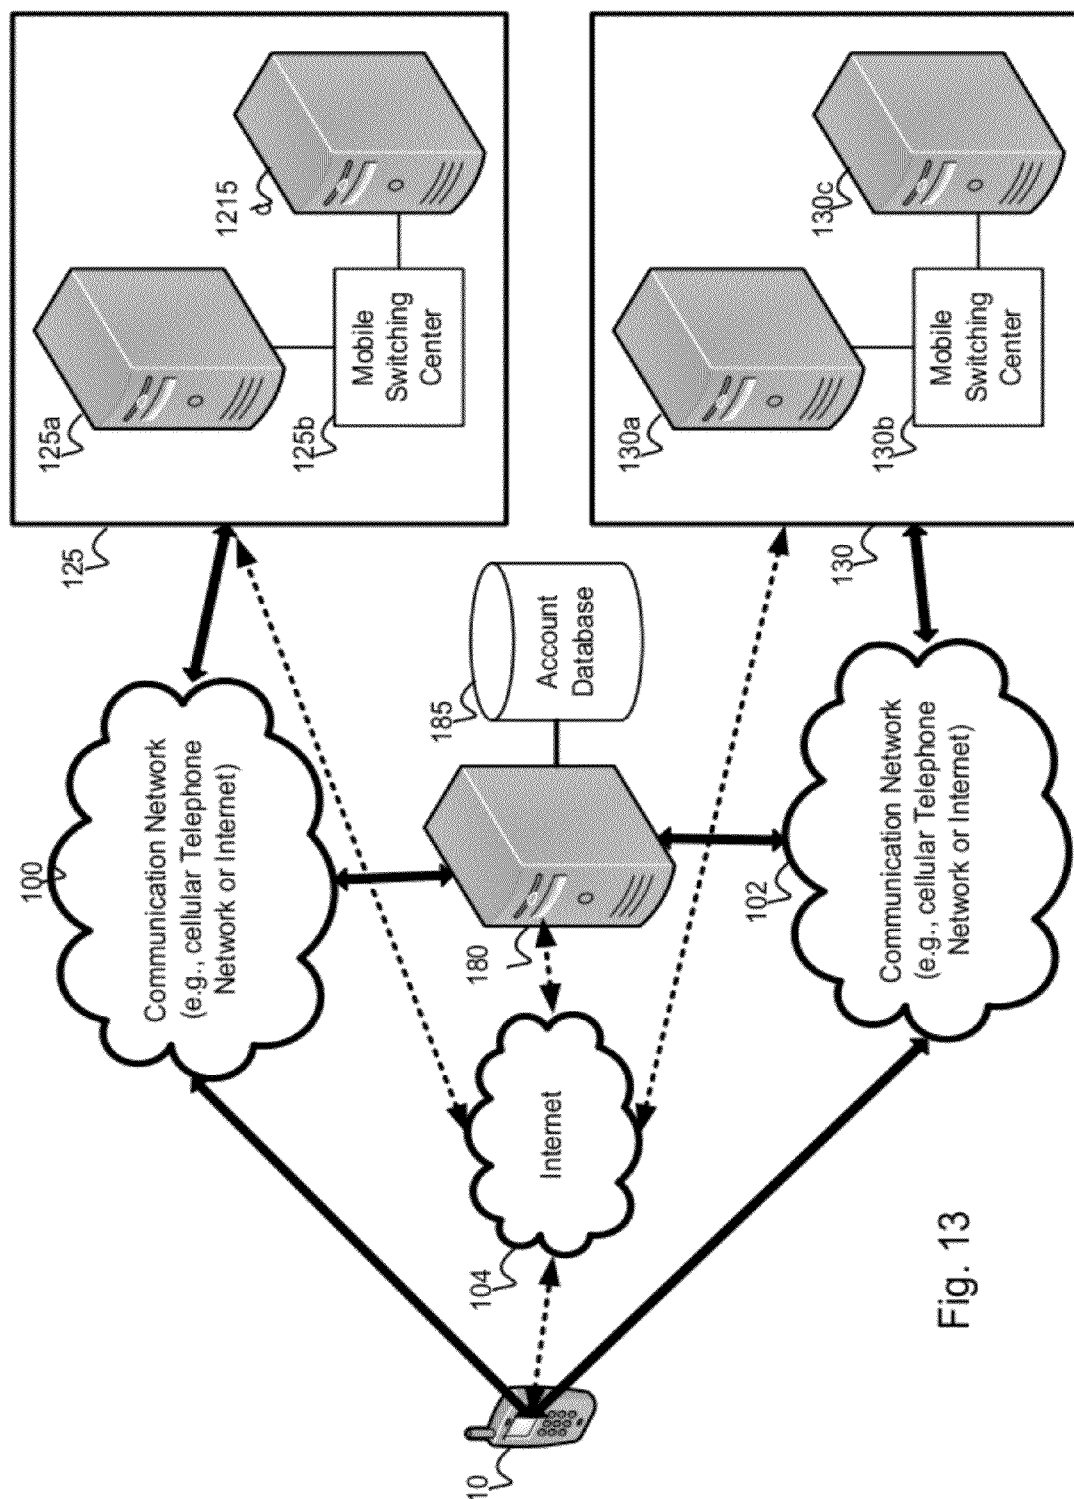 10
100
Communication Network
(e.g., cellular Telephone
Network or Internet)
125
125a
125b
Mobile
Switching
Center
1215
d
104
Internet
180
185
Account
Database
102
Communication Network
(e.g., cellular Telephone
Network or Internet)
130
130a
130b
Mobile
Switching
Center
130c
Fig. 13